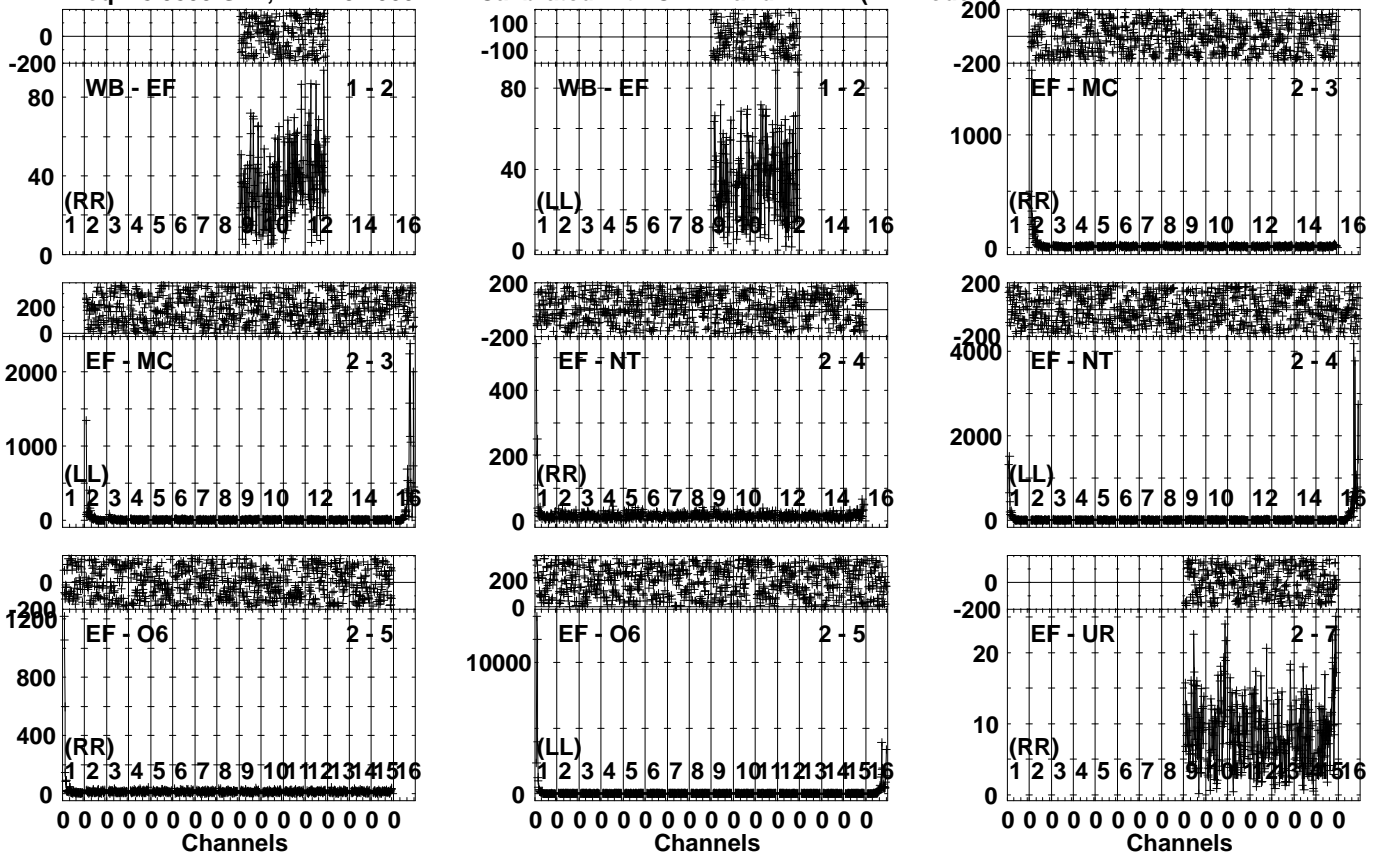 0 100 200
-200 -100 -200
WB - EF 1 - 2 WB - EF 1 - 2 EF - MC 2 - 3
80 80 1000
40 40
(RR) (LL) (RR)
1 2 3 4 5 6 7 8 9 10 12 14 16 1 2 3 4 5 6 7 8 9 10 12 14 16 1 2 3 4 5 6 7 8 9 10 12 14 16
0 0 0
200 200 200
0 -200 -200
EF - MC 2 - 3 EF - NT 2 - 4 EF - NT 2 - 4
2000 400 4000
1000 200 2000
(LL) (RR) (LL)
1 2 3 4 5 6 7 8 9 10 12 14 16 1 2 3 4 5 6 7 8 9 10 12 14 16 1 2 3 4 5 6 7 8 9 10 12 14 16
0 0 0
0 200 0
-200 0 -200
1200
EF - O6 2 - 5 EF - O6 2 - 5 EF - UR 2 - 7
800 10000 20
400 10
(RR) (LL) (RR)
1 2 3 4 5 6 7 8 9 10 11 12 13 14 15 16 1 2 3 4 5 6 7 8 9 10 11 12 13 14 15 16 1 2 3 4 5 6 7 8 9 10 11 12 13 14 15 16
0 0 0
0 0 0 0 0 0 0 0 0 0 0 0 0 0 0 0 0 0 0 0 0 0 0 0 0 0 0 0 0 0 0 0 0 0 0 0 0 0 0 0 0 0 0 0 0 0 0 0
Channels Channels Channels